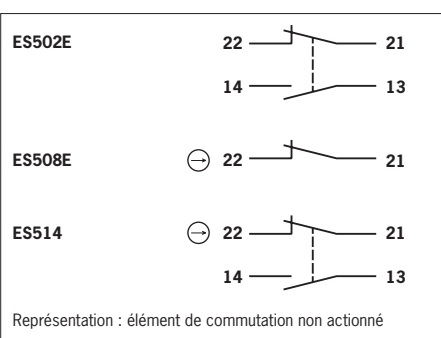 ES502E 22 21
14 13
ES508E 22 21
ES514 22 21
14 13
Représentation : élément de commutation non actionné